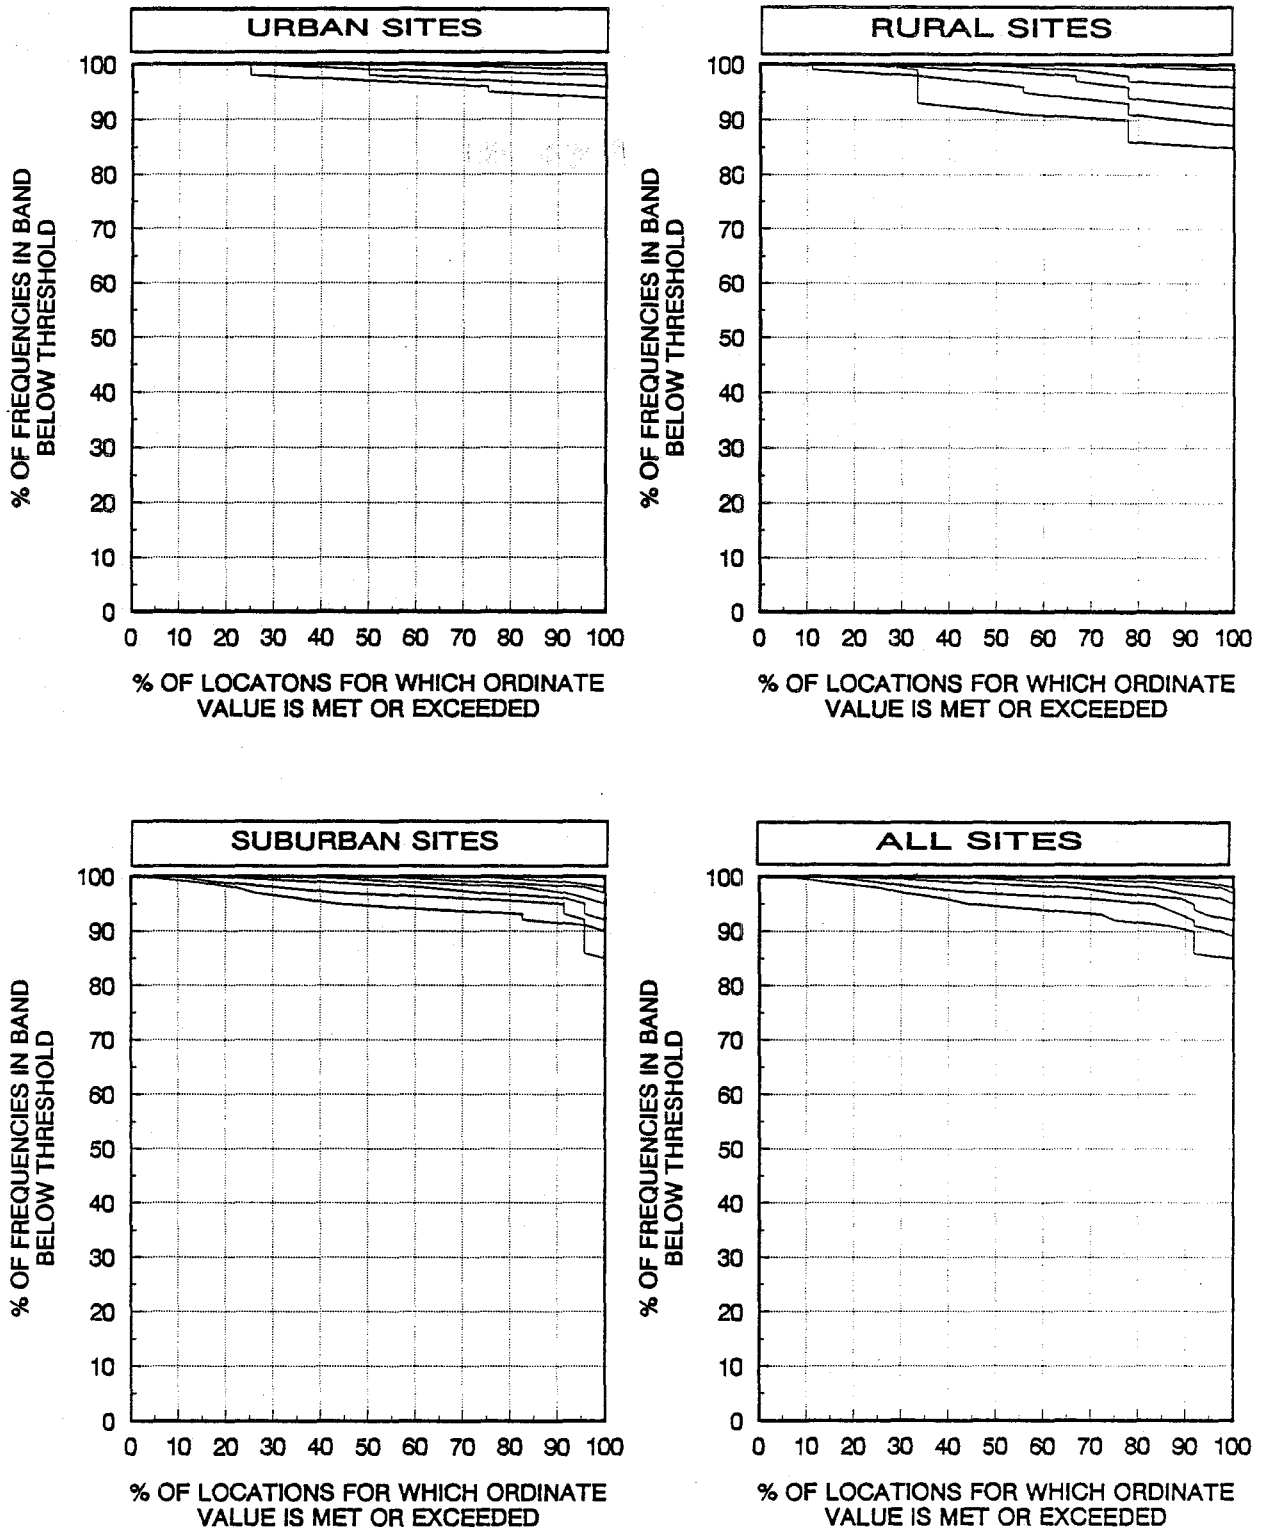 URBAN SITES
100
90
80
70
60
50
40
30
20
10
0
0 10 20 30 40 50 60 70 80 90 100
% OF FREQUENCIES IN BAND
BELOW THRESHOLD
% OF LOCATONS FOR WHICH ORDINATE
VALUE IS MET OR EXCEEDED
RURAL SITES
100
90
80
70
60
50
40
30
20
10
0
0 10 20 30 40 50 60 70 80 90 100
% OF FREQUENCIES IN BAND
BELOW THRESHOLD
% OF LOCATIONS FOR WHICH ORDINATE
VALUE IS MET OR EXCEEDED
SUBURBAN SITES
100
90
80
70
60
50
40
30
20
10
0
0 10 20 30 40 50 60 70 80 90 100
% OF FREQUENCIES IN BAND
BELOW THRESHOLD
% OF LOCATIONS FOR WHICH ORDINATE
VALUE IS MET OR EXCEEDED
ALL SITES
100
90
80
70
60
50
40
30
20
10
0
0 10 20 30 40 50 60 70 80 90 100
% OF FREQUENCIES IN BAND
BELOW THRESHOLD
% OF LOCATIONS FOR WHICH ORDINATE
VALUE IS MET OR EXCEEDED